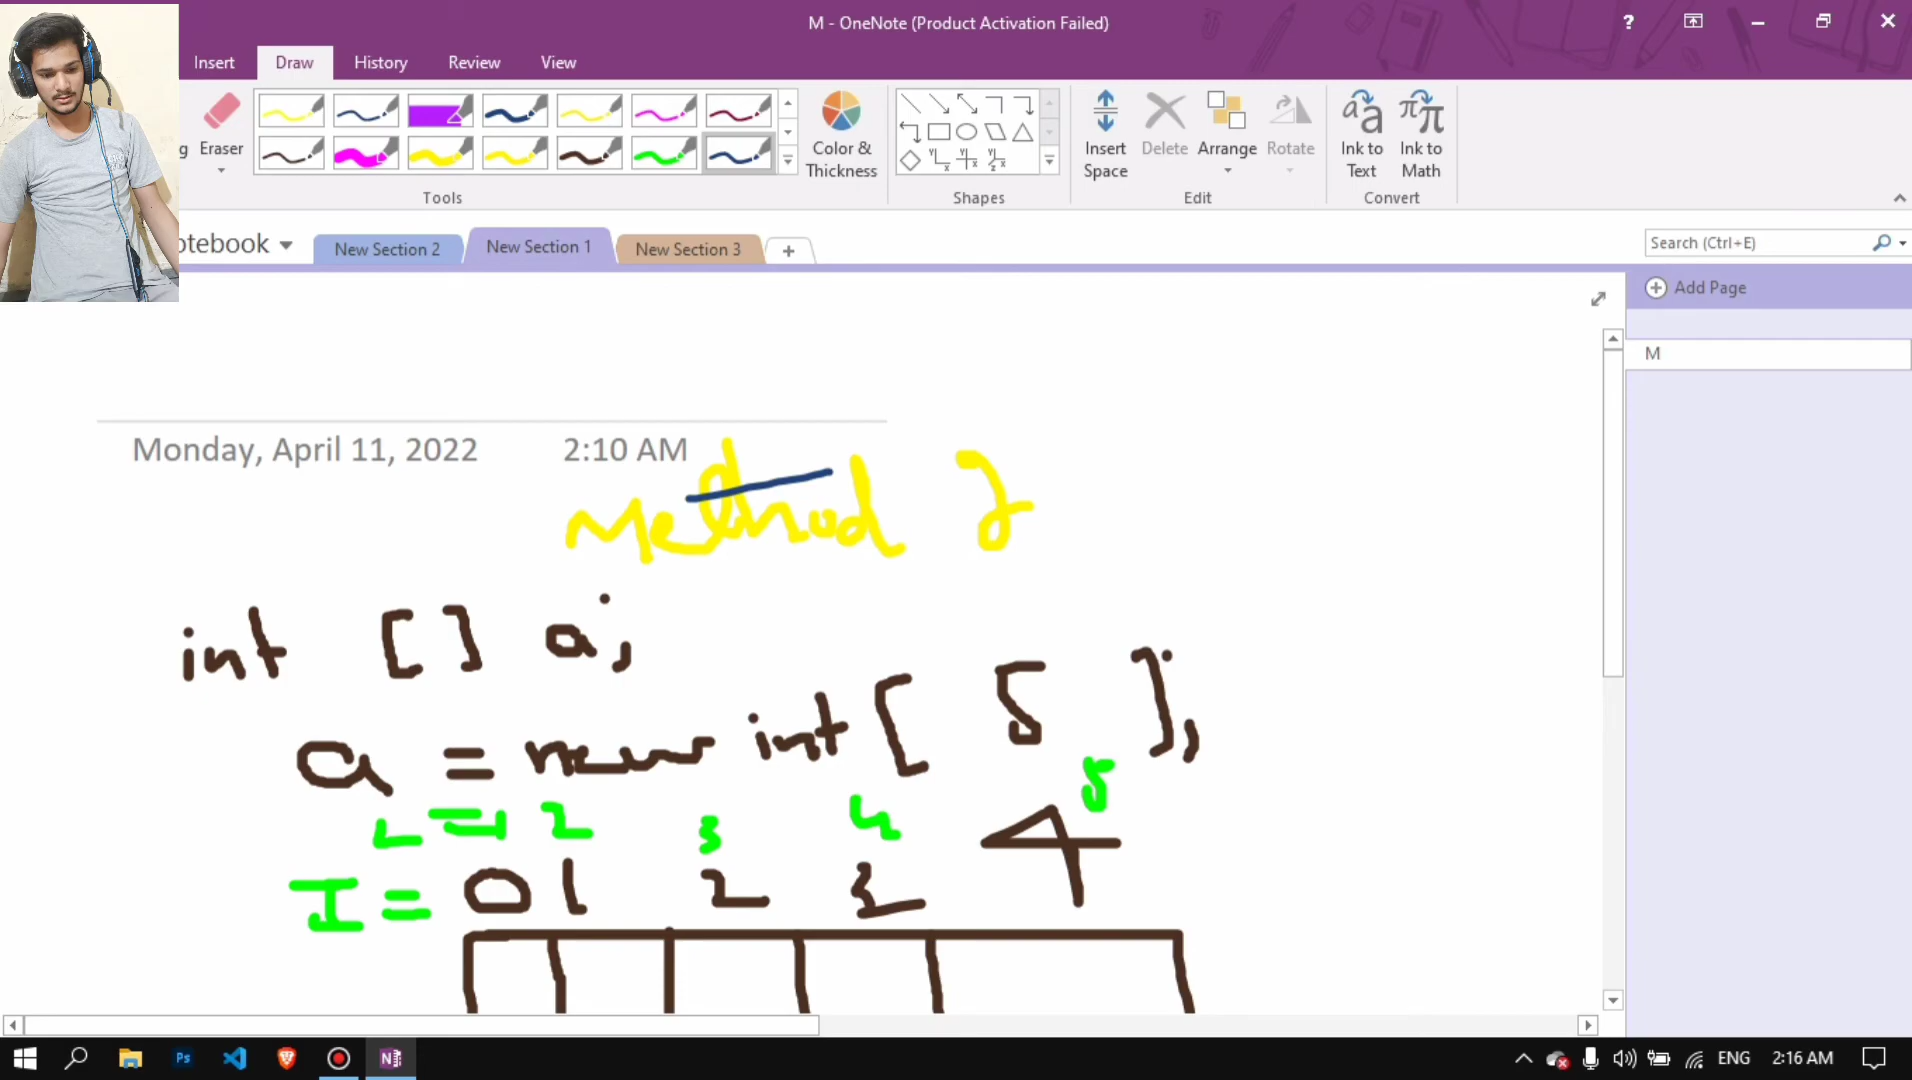 M - OneNote (Product Activation Failed)
?
Insert Draw History Review View
Eraser
Color & Thickness
Insert Space
Delete
Arrange
Rotate
Ink to Text
Ink to Math
Tools
Shapes
Edit
Convert
otebook
New Section 2
New Section 1
New Section 3
Search (Ctrl+E)
Add Page
M
Monday, April 11, 2022 2:10 AM
Method 2
int [] a;
a = new int[ 5 ];
L = 1 2 3 4 5
I = 0 1 2 3 4
Ps
N
ENG
2:16 AM